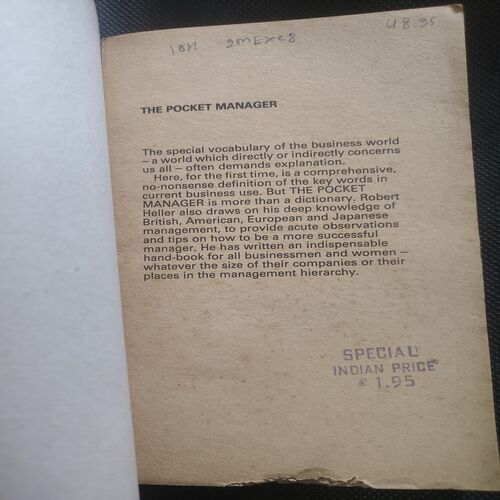 48.95
THE POCKET MANAGER
The special vocabulary of the business world
– a world which directly or indirectly concerns
us all – often demands explanation.
Here, for the first time, is a comprehensive,
no-nonsense definition of the key words in
current business use. But THE POCKET
MANAGER is more than a dictionary. Robert
Heller also draws on his deep knowledge of
British, American, European and Japanese
management, to provide acute observations
and tips on how to be a more successful
manager. He has written an indispensable
hand-book for all businessmen and women –
whatever the size of their companies or their
places in the management hierarchy.
SPECIAL
INDIAN PRICE
1.95